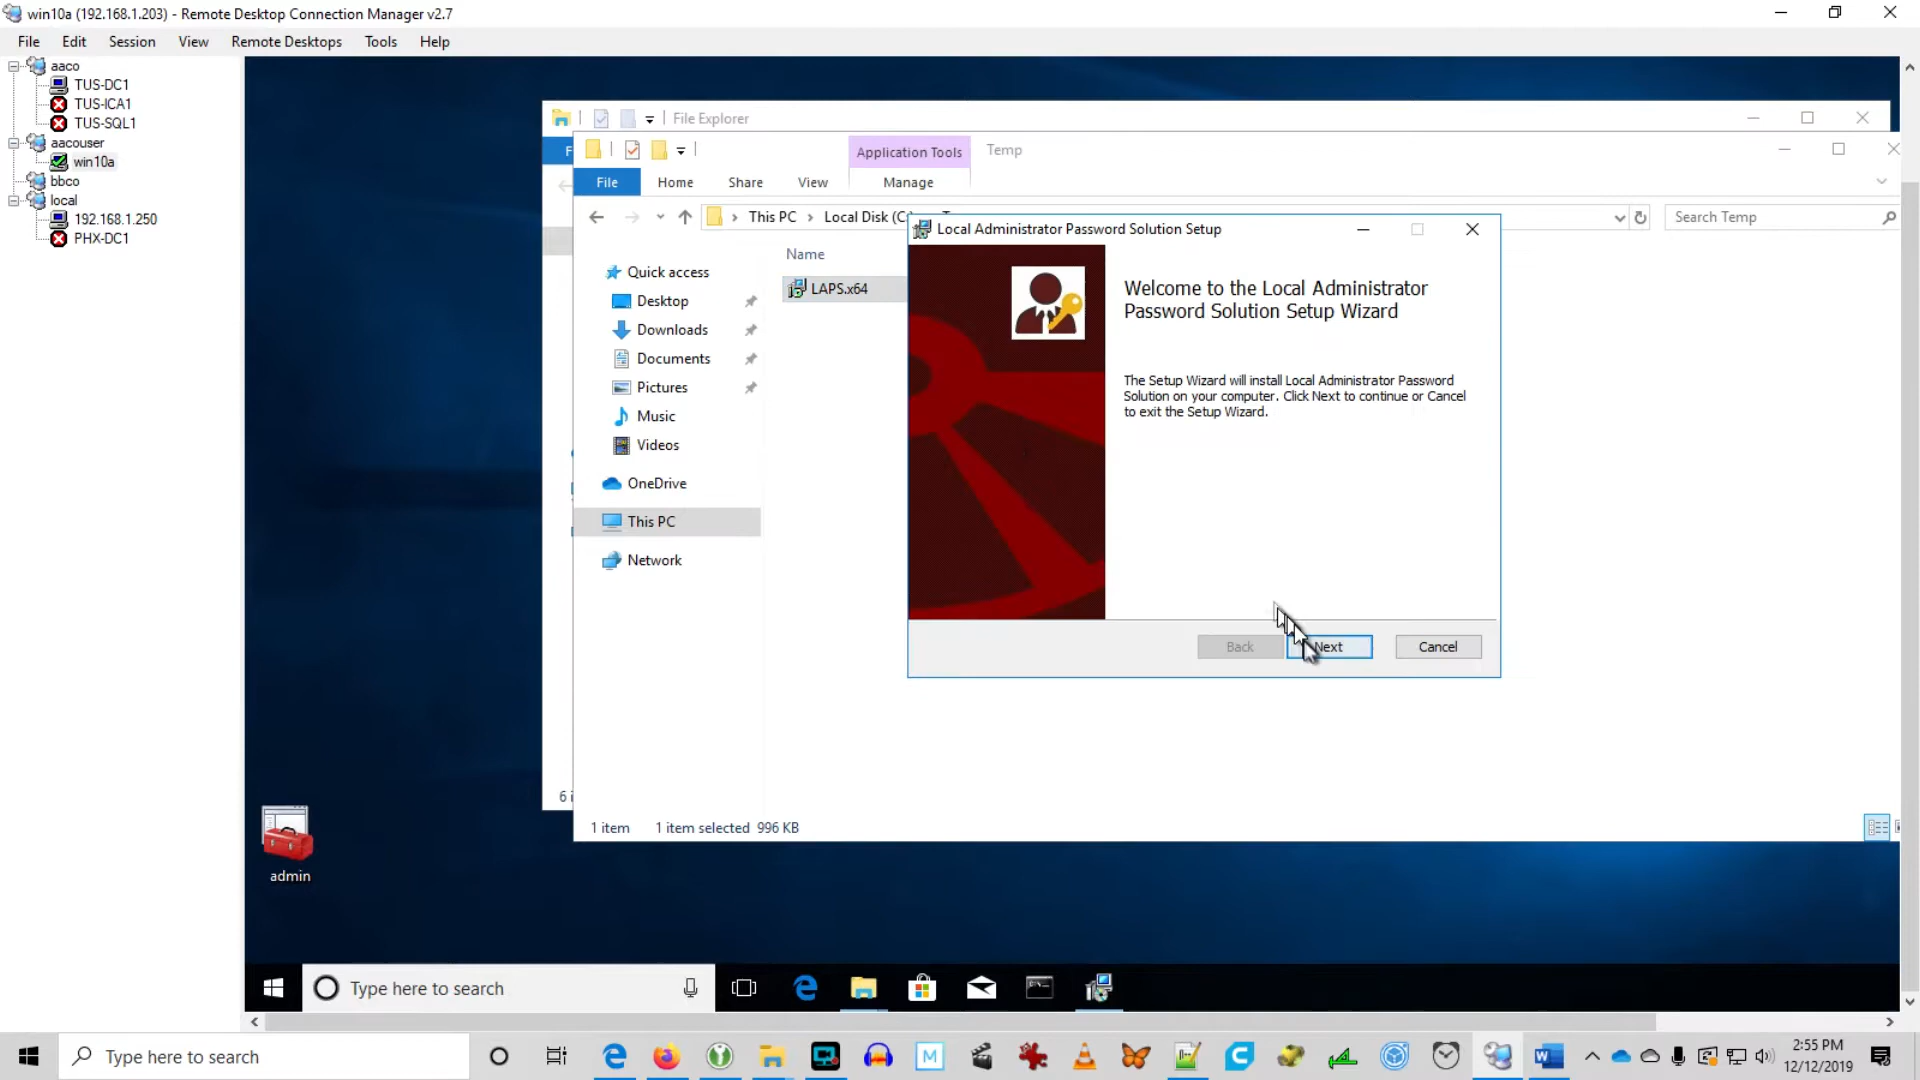 win10a (192.168.1.203) - Remote Desktop Connection Manager v2.7
File Edit Session View Remote Desktops Tools Help
aaco
TUS-DC1
TUS-ICA1
TUS-SQL1
aacouser
win10a
bbco
local
192.168.1.250
PHX-DC1
File Explorer
Application Tools
Temp
File Home Share View Manage
This PC Local Disk (C
Search Temp
Name
LAPS.x64
Quick access
Desktop
Downloads
Documents
Pictures
Music
Videos
OneDrive
This PC
Network
6 i
1 item 1 item selected 996 KB
Local Administrator Password Solution Setup
Welcome to the Local Administrator
Password Solution Setup Wizard
The Setup Wizard will install Local Administrator Password
Solution on your computer. Click Next to continue or Cancel
to exit the Setup Wizard.
Back Next Cancel
admin
Type here to search
Type here to search
2:55 PM
12/12/2019